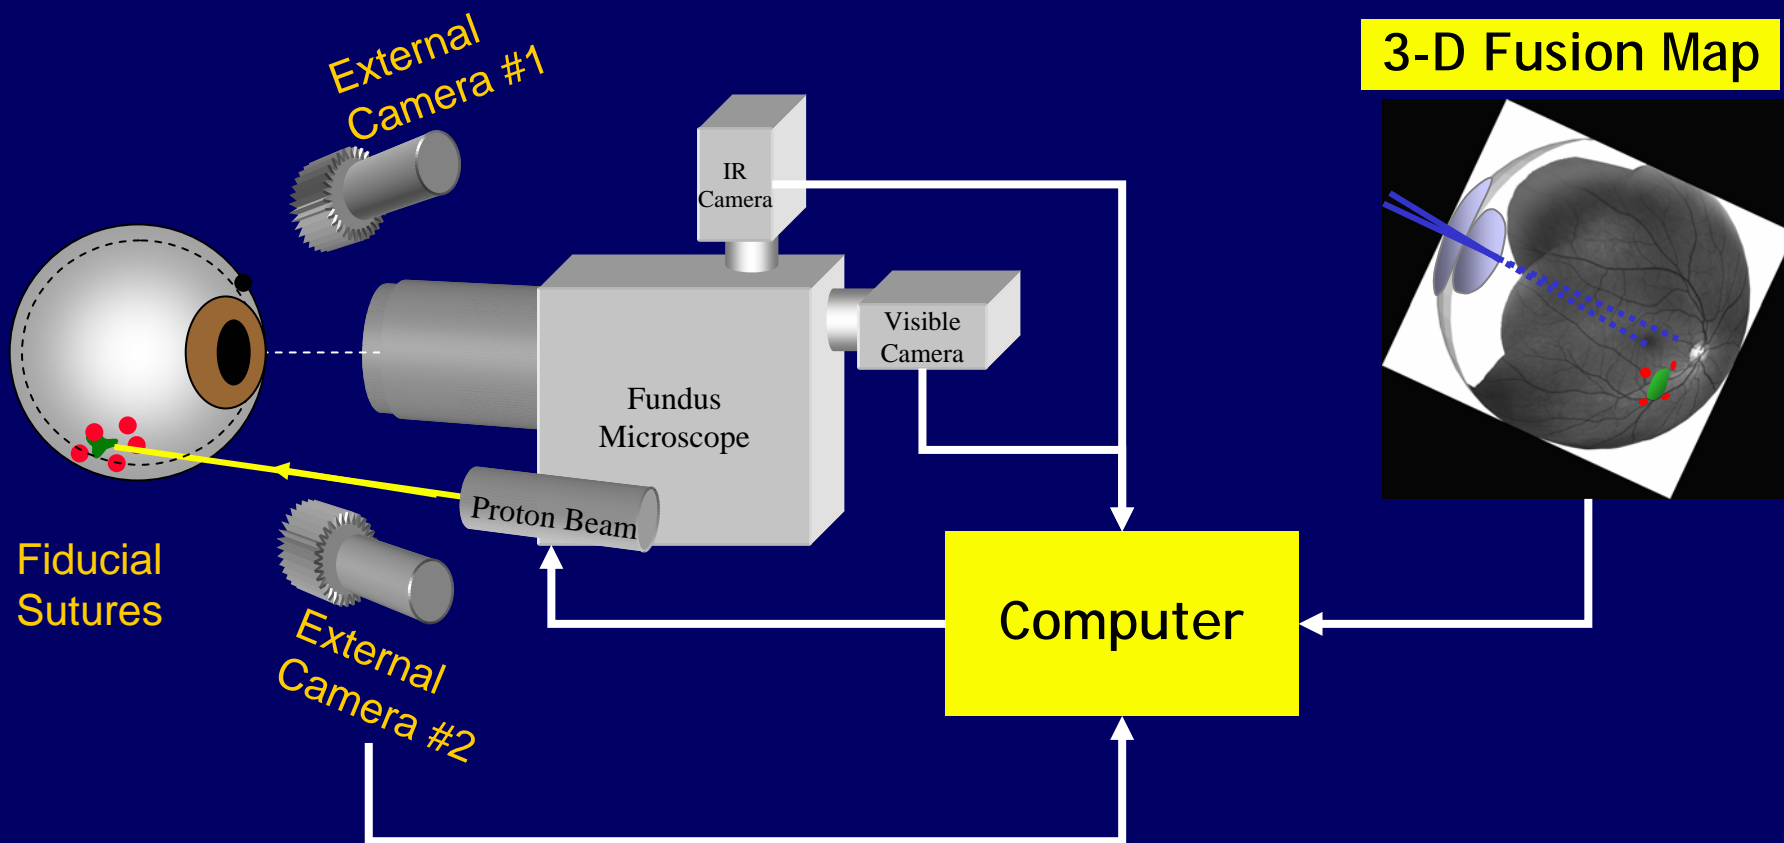 External
Camera #1
3-D Fusion Map
IR
Camera
Visible
Camera
Fundus
Microscope
Proton Beam
Fiducial
Sutures
External
Camera #2
Computer